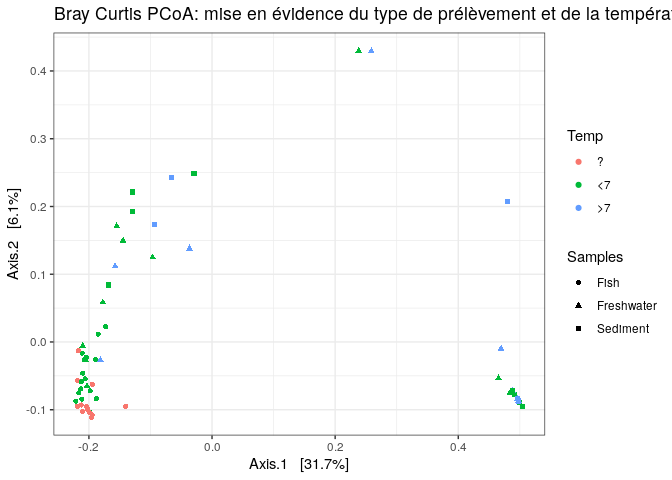 Bray Curtis PCoA: mise en évidence du type de prélèvement et de la tempéra
0.4
0.3
0.2
0.1
0.0
-0.1
Axis.2 [6.1%]
-0.2
0.0
0.2
0.4
Axis.1 [31.7%]
Temp
?
<7
>7
Samples
Fish
Freshwater
Sediment